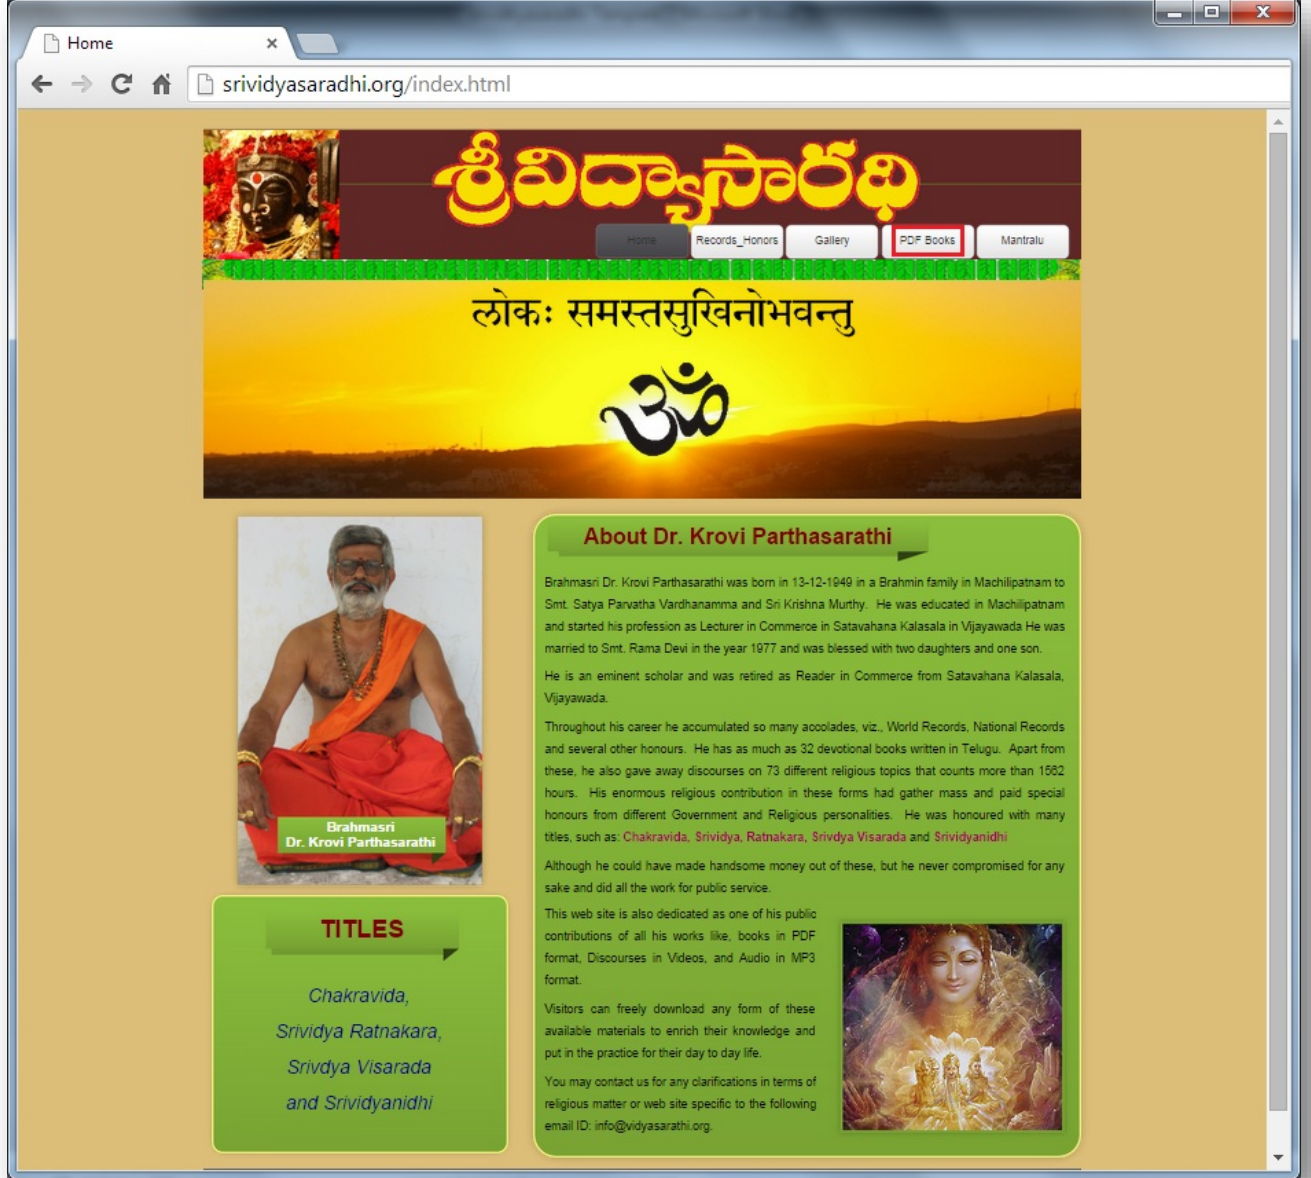 Home
srividyasaradhi.org/index.html
శ్రీవిద్యాసారథి
Home Records_Honors Gallery PDF Books Mantralu
लोकः समस्तसुखिनोभवन्तु
ॐ
About Dr. Krovi Parthasarathi
Brahmasri Dr. Krovi Parthasarathi was born in 13-12-1949 in a Brahmin family in Machilipatnam to
Smt. Satya Parvatha Vardhanamma and Sri Krishna Murthy. He was educated in Machilipatnam
and started his profession as Lecturer in Commerce in Satavahana Kalasala in Vijayawada He was
married to Smt. Rama Devi in the year 1977 and was blessed with two daughters and one son.
He is an eminent scholar and was retired as Reader in Commerce from Satavahana Kalasala,
Vijayawada.
Throughout his career he accumulated so many accolades, viz., World Records, National Records
and several other honours. He has as much as 32 devotional books written in Telugu. Apart from
these, he also gave away discourses on 73 different religious topics that counts more than 1562
hours. His enormous religious contribution in these forms had gather mass and paid special
honours from different Government and Religious personalities. He was honoured with many
titles, such as: Chakravida, Srividya, Ratnakara, Srivdya Visarada and Srividyanidhi
Although he could have made handsome money out of these, but he never compromised for any
sake and did all the work for public service.
This web site is also dedicated as one of his public
contributions of all his works like, books in PDF
format, Discourses in Videos, and Audio in MP3
format.
Visitors can freely download any form of these
available materials to enrich their knowledge and
put in the practice for their day to day life.
You may contact us for any clarifications in terms of
religious matter or web site specific to the following
email ID: info@vidyasarathi.org.
Brahmasri
Dr. Krovi Parthasarathi
TITLES
Chakravida,
Srividya Ratnakara,
Srivdya Visarada
and Srividyanidhi